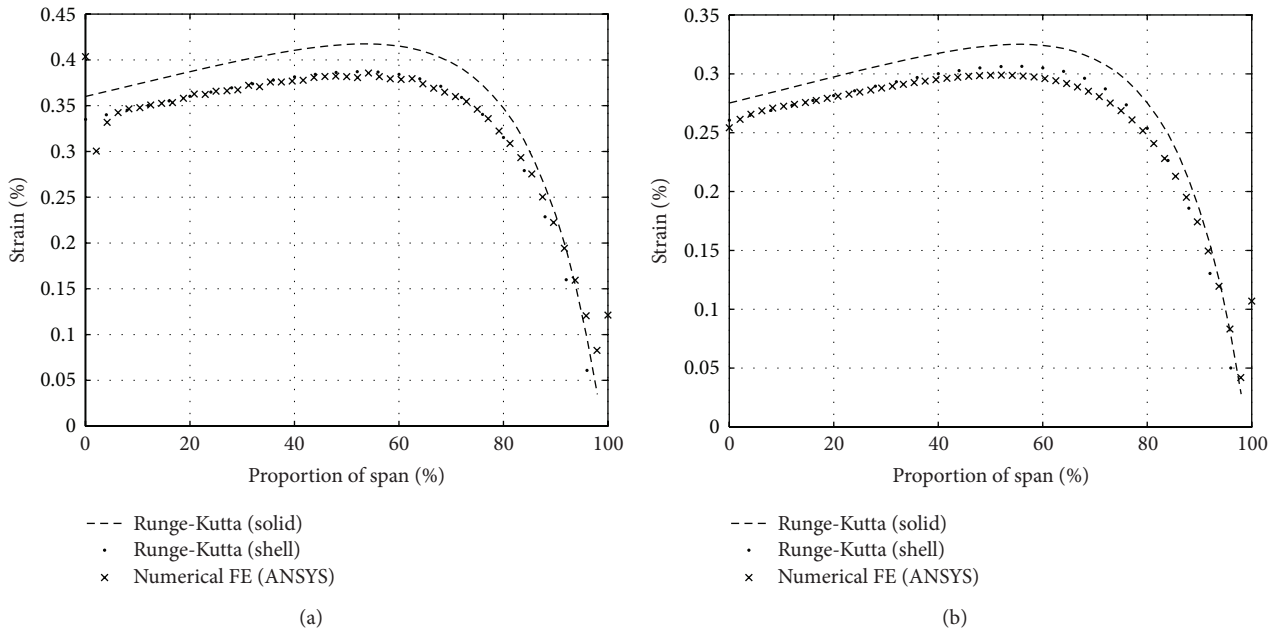 0.45
0.4
0.35
0.3
0.25
0.2
0.15
0.1
0.05
0
Strain (%)
0 20 40 60 80 100
Proportion of span (%)
Runge-Kutta (solid)
Runge-Kutta (shell)
Numerical FE (ANSYS)
(a)
0.35
0.3
0.25
0.2
0.15
0.1
0.05
0
Strain (%)
0 20 40 60 80 100
Proportion of span (%)
Runge-Kutta (solid)
Runge-Kutta (shell)
Numerical FE (ANSYS)
(b)